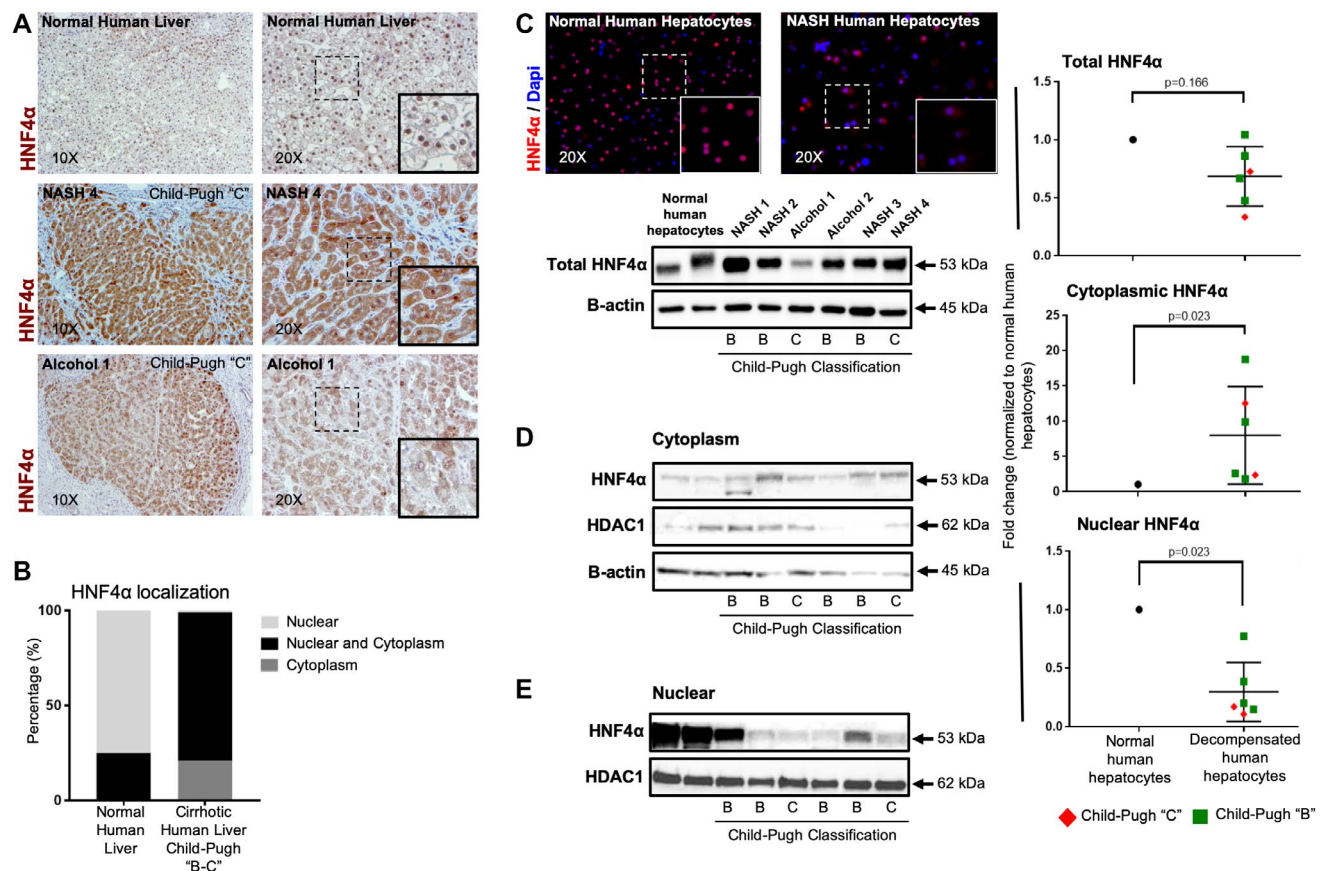 A
Normal Human Liver
Normal Human Liver
HNF4α
10X
20X
NASH 4
Child-Pugh “C”
HNF4α
10X
20X
Alcohol 1
Child-Pugh “C”
Alcohol 1
HNF4α
10X
20X
B
HNF4α localization
Percentage (%)
100
50
0
Nuclear
Nuclear and Cytoplasm
Cytoplasm
Normal
Human
Liver
Cirrhotic
Human Liver
Child-Pugh
“B-C”
C
Normal Human Hepatocytes
NASH Human Hepatocytes
HNF4α / Dapi
20X
20X
Normal
human
hepatocytes
NASH 1
NASH 2
Alcohol 1
Alcohol 2
NASH 3
NASH 4
Total HNF4α
53 kDa
B-actin
45 kDa
B B C B B C
Child-Pugh Classification
D
Cytoplasm
HNF4α
53 kDa
HDAC1
62 kDa
B-actin
45 kDa
B B C B B C
Child-Pugh Classification
E
Nuclear
HNF4α
53 kDa
HDAC1
62 kDa
B B C B B C
Child-Pugh Classification
Fold change (normalized to normal human
hepatocytes)
Total HNF4α
p=0.166
1.5
1.0
0.5
0.0
Cytoplasmic HNF4α
p=0.023
25
20
15
10
5
0
Nuclear HNF4α
p=0.023
1.5
1.0
0.5
0.0
Normal
human
hepatocytes
Decompensated
human
hepatocytes
Child-Pugh “C”
Child-Pugh “B”